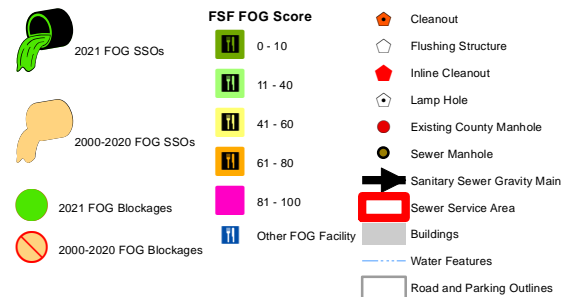 2021 FOG SSOs
2000-2020 FOG SSOs
2021 FOG Blockages
2000-2020 FOG Blockages
FSF FOG Score
0 - 10
11 - 40
41 - 60
61 - 80
81 - 100
Other FOG Facility
Cleanout
Flushing Structure
Inline Cleanout
Lamp Hole
Existing County Manhole
Sewer Manhole
Sanitary Sewer Gravity Main
Sewer Service Area
Buildings
Water Features
Road and Parking Outlines